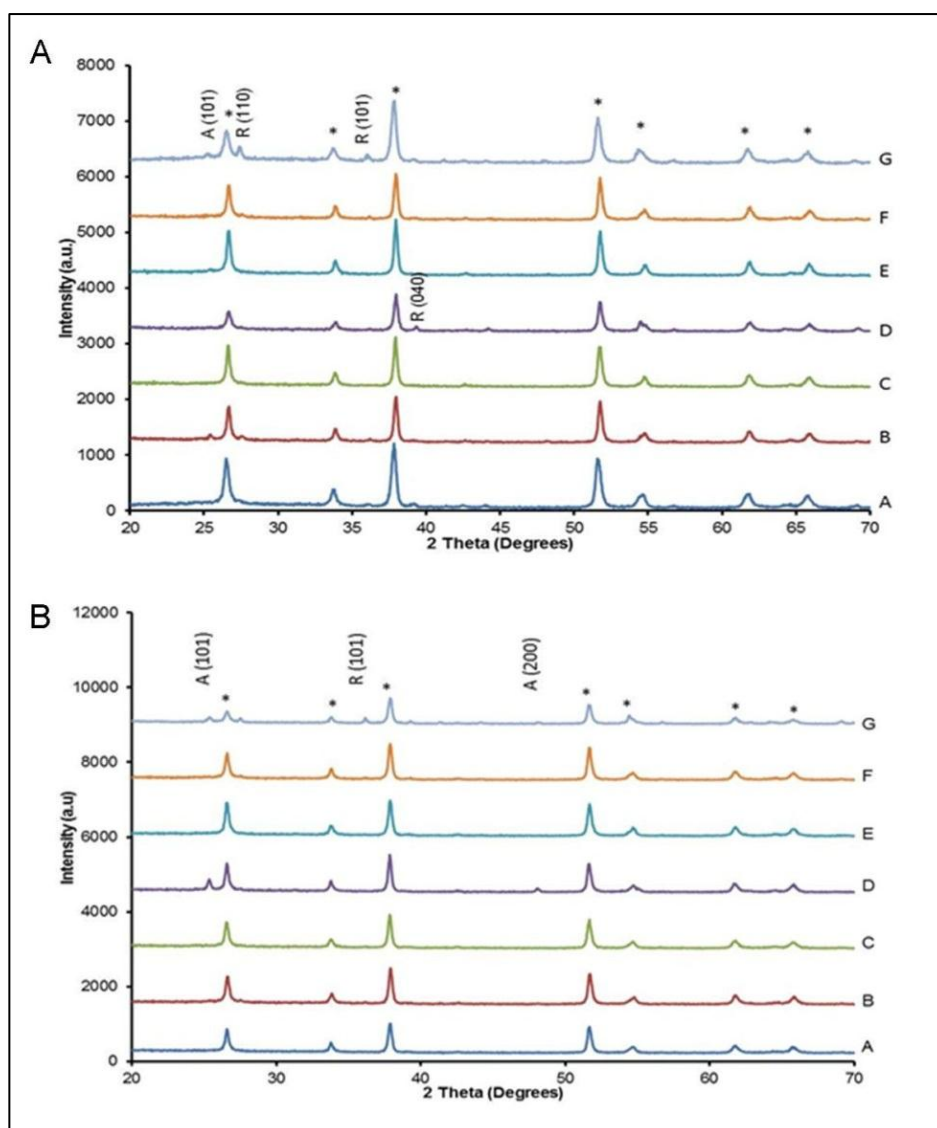 A
8000
7000
6000
5000
4000
3000
2000
1000
0
Intensity (a.u.)
A (101)
*
R (110)
*
R (101)
*
*
*
*
*
R (040)
G
F
E
D
C
B
A
20 25 30 35 40 45 50 55 60 65 70
2 Theta (Degrees)
B
12000
10000
8000
6000
4000
2000
0
Intensity (a.u)
A (101)
*
*
R (101)
*
A (200)
*
*
*
*
G
F
E
D
C
B
A
20 30 40 50 60 70
2 Theta (Degrees)